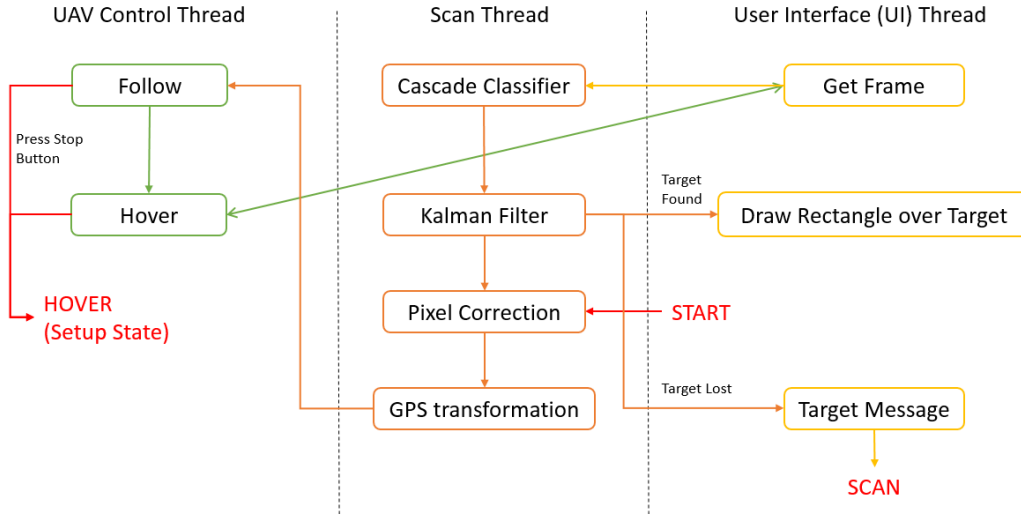 UAV Control Thread
Scan Thread
User Interface (UI) Thread
Follow
Cascade Classifier
Get Frame
Press Stop
Button
Target
Found
Hover
Kalman Filter
Draw Rectangle over Target
HOVER
(Setup State)
Pixel Correction
START
Target Lost
GPS transformation
Target Message
SCAN